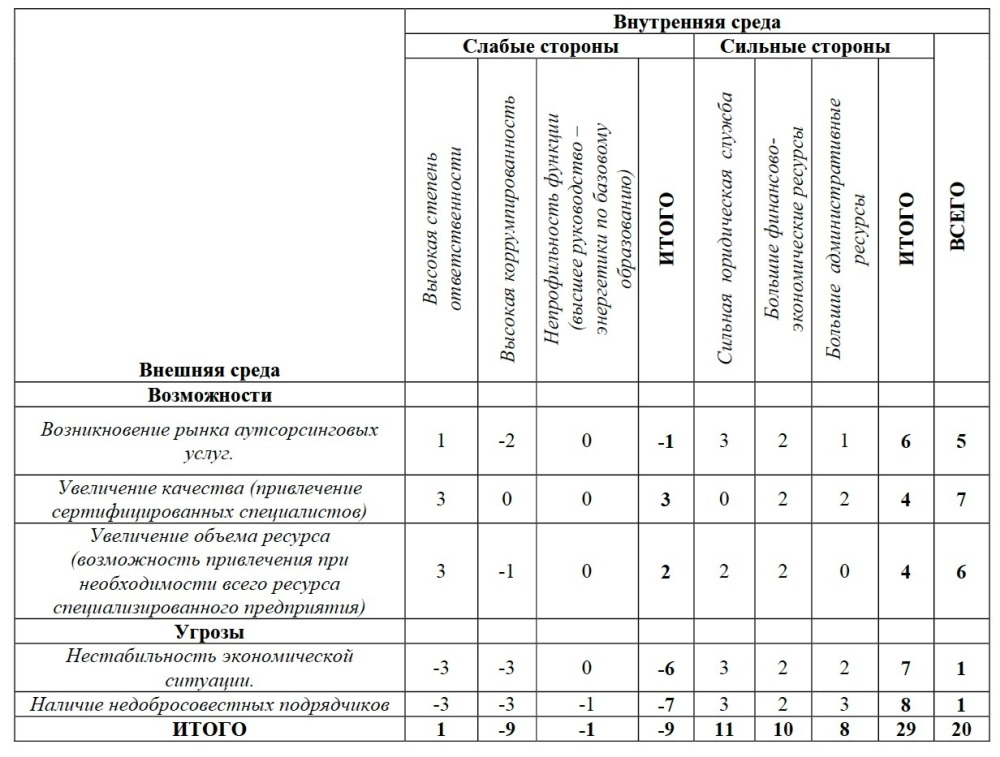 Внутренняя среда
Слабые стороны Сильные стороны
Внешняя среда
Высокая степень
ответственности
Высокая коррумпированность
Непрофильность функции
(высшее руководство –
энергетики по базовому
образованию)
ИТОГО
Сильная юридическая служба
Большие финансово-
экономические ресурсы
Большие административные
ресурсы
ИТОГО
ВСЕГО
Возможности
Возникновение рынка аутсорсинговых
услуг.
1 -2 0 -1 3 2 1 6 5
Увеличение качества (привлечение
сертифицированных специалистов)
3 0 0 3 0 2 2 4 7
Увеличение объема ресурса
(возможность привлечения при
необходимости всего ресурса
специализированного предприятия)
3 -1 0 2 2 2 0 4 6
Угрозы
Нестабильность экономической
ситуации.
-3 -3 0 -6 3 2 2 7 1
Наличие недобросовестных подрядчиков -3 -3 -1 -7 3 2 3 8 1
ИТОГО 1 -9 -1 -9 11 10 8 29 20